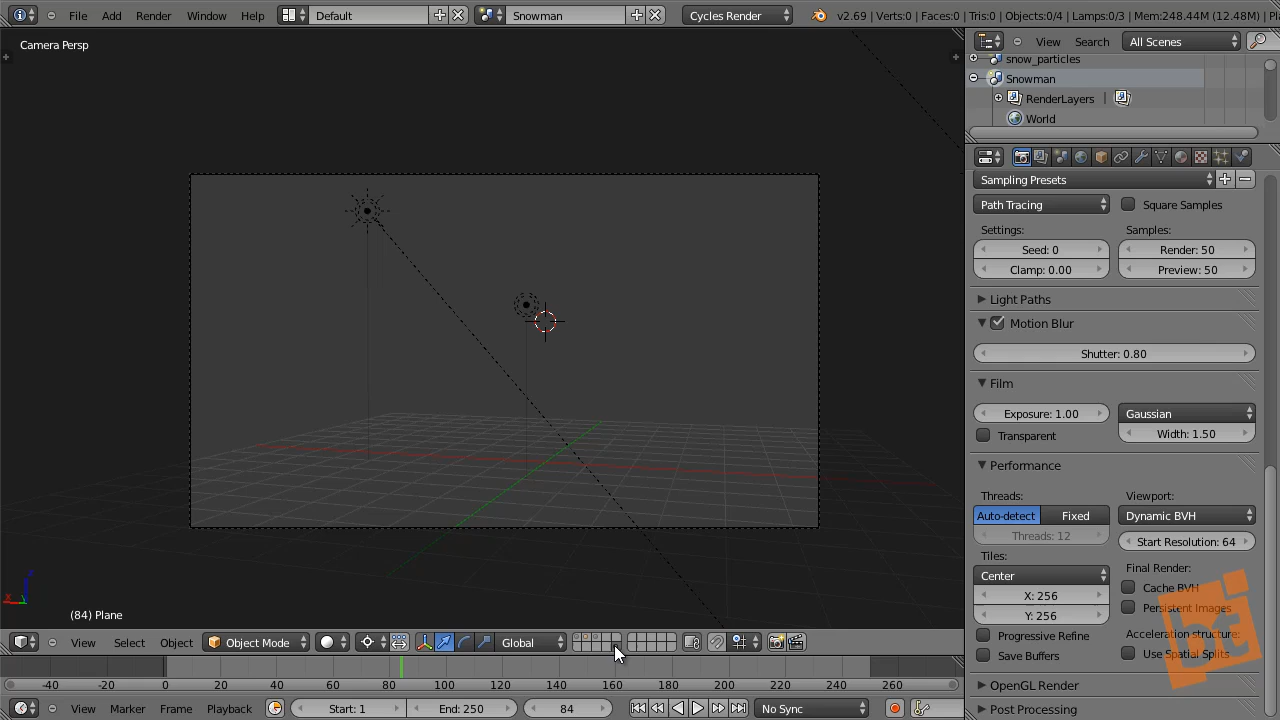 File Add Render Window Help Default Snowman Cycles Render v2.69 | Verts:0 | Faces:0 | Tris:0 | Objects:0/4 | Lamps:0/3 | Mem:248.44M (12.48M) |
Camera Persp
View Search All Scenes
snow_particles
Snowman
RenderLayers |
World
Sampling Presets
Path Tracing Square Samples
Settings: Samples:
Seed: 0 Render: 50
Clamp: 0.00 Preview: 50
Light Paths
Motion Blur
Shutter: 0.80
Film
Exposure: 1.00 Gaussian
Transparent Width: 1.50
Performance
Threads: Viewport:
Auto-detect Fixed Dynamic BVH
Threads: 12 Start Resolution: 64
Tiles: Final Render:
Center Cache BVH
X: 256 Persistent Images
Y: 256
Progressive Refine Acceleration structure:
Save Buffers Use Spatial Splits
OpenGL Render
Post Processing
(84) Plane
View Select Object Object Mode Global
-40 -20 0 20 40 60 80 100 120 140 160 180 200 220 240 260
View Marker Frame Playback Start: 1 End: 250 84 No Sync
bt